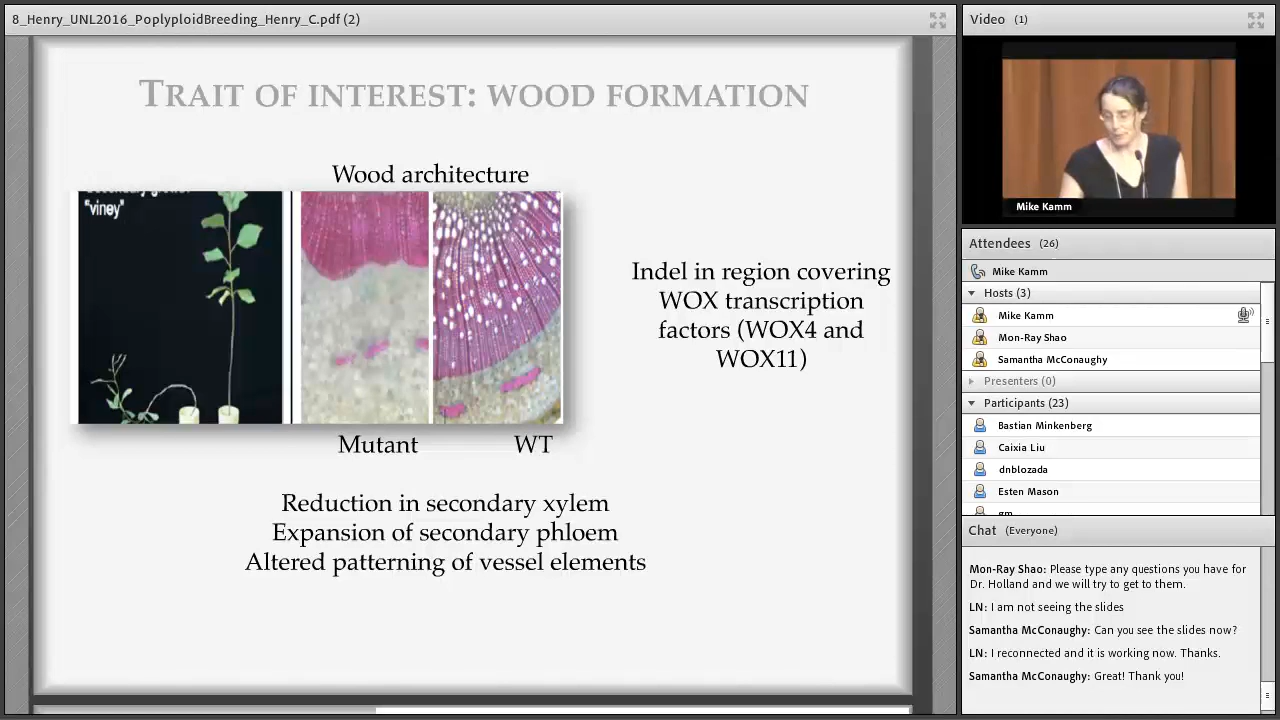 8_Henry_UNL2016_PoplyploidBreeding_Henry_C.pdf (2)
TRAIT OF INTEREST: WOOD FORMATION
Wood architecture
"viney"
Mutant
WT
Indel in region covering
WOX transcription
factors (WOX4 and
WOX11)
Reduction in secondary xylem
Expansion of secondary phloem
Altered patterning of vessel elements
Video (1)
Mike Kamm
Attendees (26)
Mike Kamm
Hosts (3)
Mike Kamm
Mon-Ray Shao
Samantha McConaughy
Presenters (0)
Participants (23)
Bastian Minkenberg
Caixia Liu
dnblozada
Esten Mason
Chat (Everyone)
Mon-Ray Shao: Please type any questions you have for
Dr. Holland and we will try to get to them.
LN: I am not seeing the slides
Samantha McConaughy: Can you see the slides now?
LN: I reconnected and it is working now. Thanks.
Samantha McConaughy: Great! Thank you!